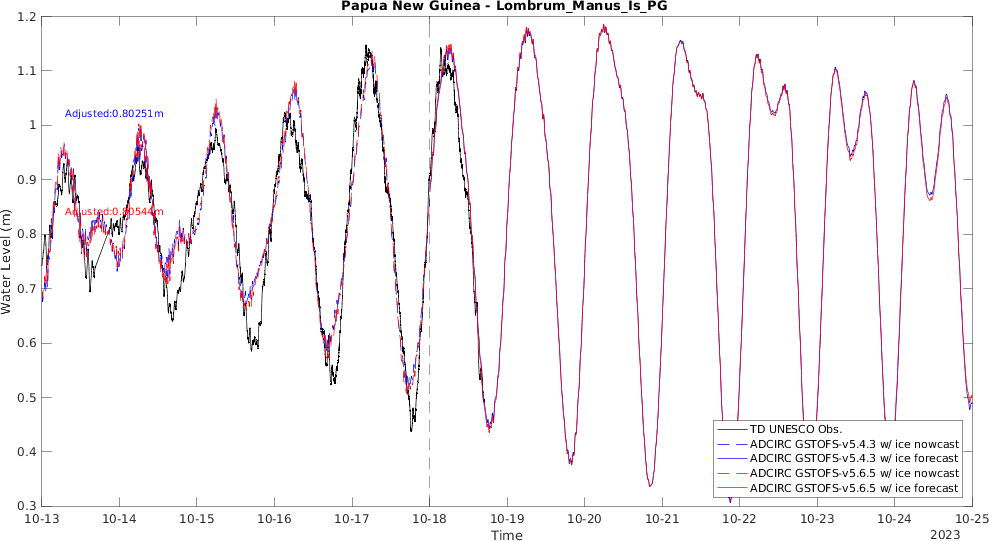 Papua New Guinea - Lombrum_Manus_Is_PG
1.2
1.1
1
0.9
0.8
0.7
0.6
0.5
0.4
0.3
Water Level (m)
Adjusted:0.80251m
Adjusted:0.80544m
TD UNESCO Obs.
ADCIRC GSTOFS-v5.4.3 w/ ice nowcast
ADCIRC GSTOFS-v5.4.3 w/ ice forecast
ADCIRC GSTOFS-v5.6.5 w/ ice nowcast
ADCIRC GSTOFS-v5.6.5 w/ ice forecast
10-13 10-14 10-15 10-16 10-17 10-18 10-19 10-20 10-21 10-22 10-23 10-24 10-25
Time
2023